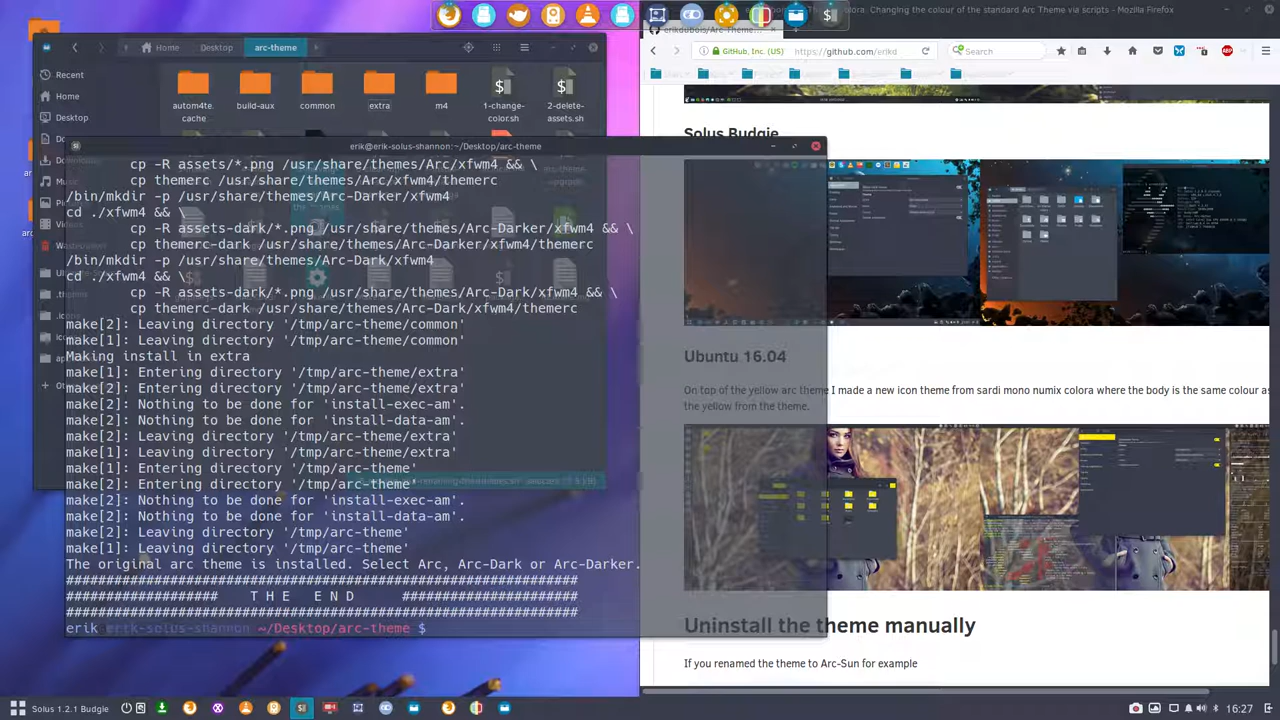 : Changing the colour of the standard Arc Theme via scripts - Mozilla Firefox
Home
Desktop
arc-theme
erikdubois/Arc-Theme...
GitHub, Inc. (US)
https://github.com/erikd
Search
Recent
Home
Desktop
autom4te.
cache
build-aux
common
extra
m4
1-change-
color.sh
2-delete-
assets.sh
Solus Budgie
erik@erik-solus-shannon:~/Desktop/arc-theme
cp -R assets/*.png /usr/share/themes/Arc/xfwm4 && \
cp themerc /usr/share/themes/Arc/xfwm4/themerc
/bin/mkdir -p /usr/share/themes/Arc-Darker/xfwm4
cd ./xfwm4 && \
cp -R assets/*.png /usr/share/themes/Arc-Darker/xfwm4 && \
cp themerc-dark /usr/share/themes/Arc-Darker/xfwm4/themerc
/bin/mkdir -p /usr/share/themes/Arc-Dark/xfwm4
cd ./xfwm4 && \
cp -R assets-dark/*.png /usr/share/themes/Arc-Dark/xfwm4 && \
cp themerc-dark /usr/share/themes/Arc-Dark/xfwm4/themerc
make[2]: Leaving directory '/tmp/arc-theme/common'
make[1]: Leaving directory '/tmp/arc-theme/common'
Making install in extra
make[1]: Entering directory '/tmp/arc-theme/extra'
make[2]: Entering directory '/tmp/arc-theme/extra'
make[2]: Nothing to be done for 'install-exec-am'.
make[2]: Nothing to be done for 'install-data-am'.
make[2]: Leaving directory '/tmp/arc-theme/extra'
make[1]: Leaving directory '/tmp/arc-theme/extra'
make[1]: Entering directory '/tmp/arc-theme'
make[2]: Entering directory '/tmp/arc-theme'
make[2]: Nothing to be done for 'install-exec-am'.
make[2]: Nothing to be done for 'install-data-am'.
make[2]: Leaving directory '/tmp/arc-theme'
make[1]: Leaving directory '/tmp/arc-theme'
The original arc theme is installed. Select Arc, Arc-Dark or Arc-Darker.
################################################################
################### T H E  E N D ######################
################################################################
erik erik-solus-shannon ~/Desktop/arc-theme $
Ubuntu 16.04
On top of the yellow arc theme I made a new icon theme from sardi mono numix colora where the body is the same colour as
the yellow from the theme.
Uninstall the theme manually
If you renamed the theme to Arc-Sun for example
Solus 1.2.1 Budgie
16:27